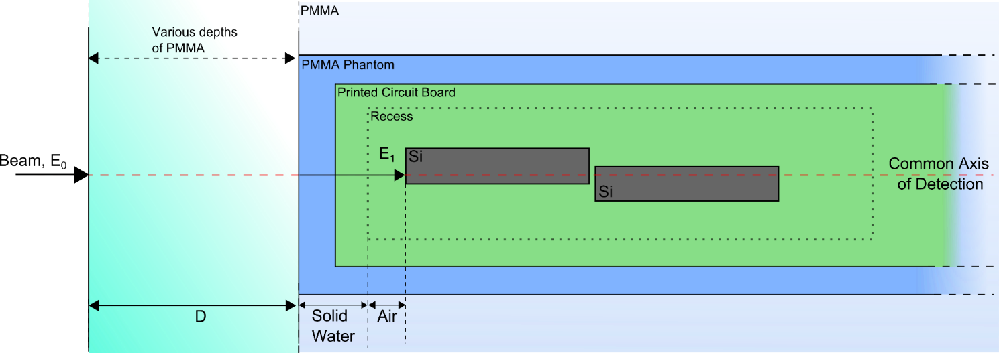 PMMA
Various depths
of PMMA
PMMA Phantom
Printed Circuit Board
Recess
Beam, E₀
E₁
Si
Si
Common Axis
of Detection
D
Solid
Water
Air